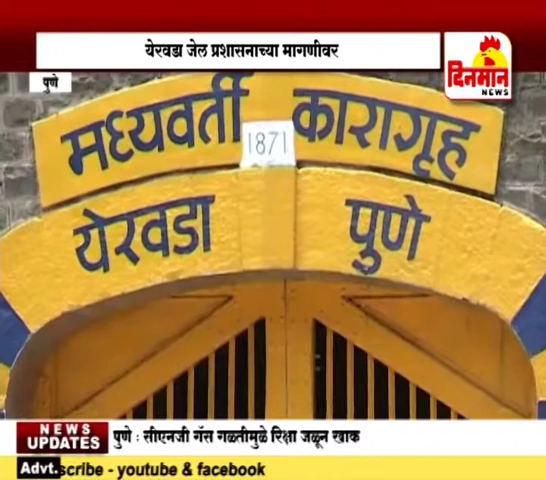 येरवडा जेल प्रशासनाच्या मागणीवर
दिनमान
NEWS
पुणे
मध्यवर्ती 1871 कारागृह
येरवडा पुणे
NEWS
UPDATES
पुणे : सीएनजी गॅस गळतीमुळे रिक्षा जळून खाक
Advt. scribe - youtube & facebook